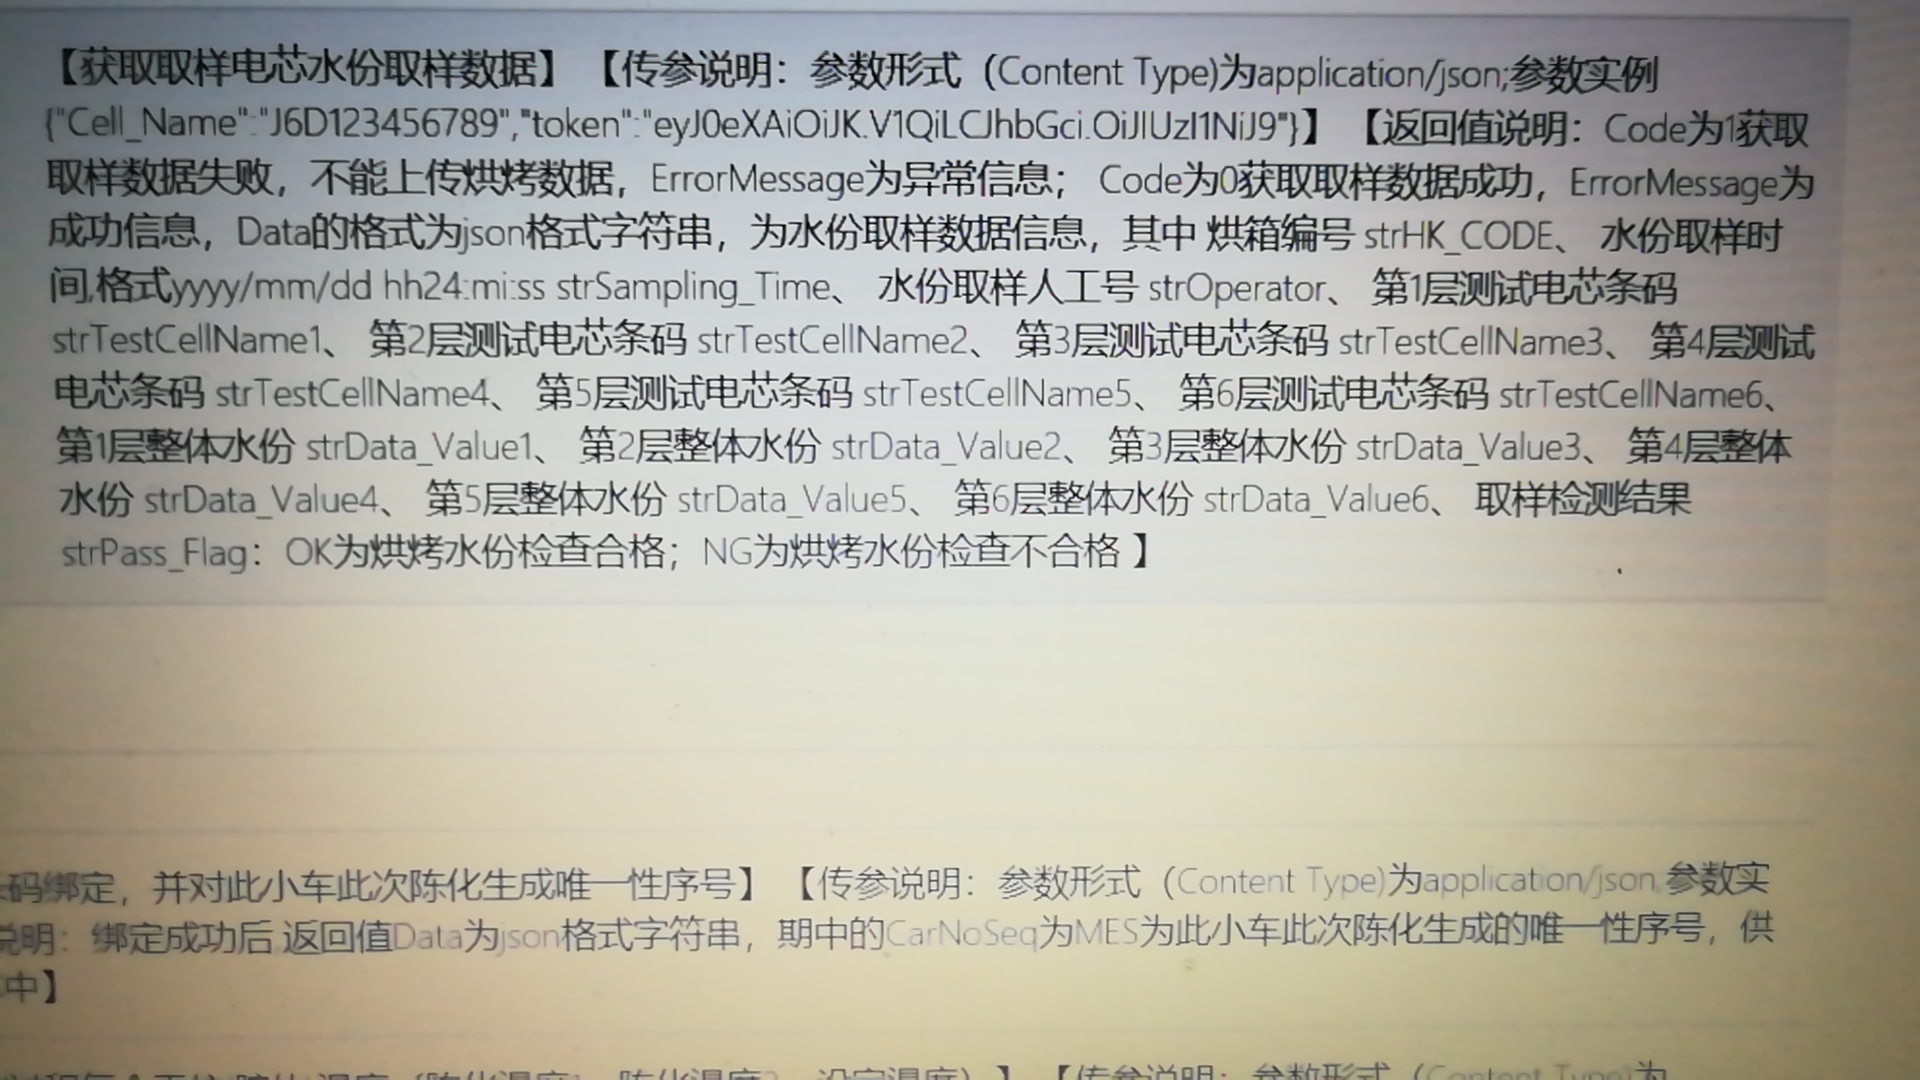 【获取取样电芯水份取样数据】 【传参说明：参数形式（Content Type)为application/json;参数实例
{"Cell_Name":"J6D123456789","token":"eyJ0eXAiOiJK.V1QiLCJhbGci.OiJIUzI1NiJ9"}】 【返回值说明：Code为1获取
取样数据失败，不能上传烘烤数据，ErrorMessage为异常信息； Code为0获取取样数据成功，ErrorMessage为
成功信息，Data的格式为json格式字符串，为水份取样数据信息，其中 烘箱编号 strHK_CODE、 水份取样时
间,格式yyyy/mm/dd hh24:mi:ss strSampling_Time、 水份取样人工号 strOperator、 第1层测试电芯条码
strTestCellName1、 第2层测试电芯条码 strTestCellName2、 第3层测试电芯条码 strTestCellName3、 第4层测试
电芯条码 strTestCellName4、 第5层测试电芯条码 strTestCellName5、 第6层测试电芯条码 strTestCellName6、
第1层整体水份 strData_Value1、 第2层整体水份 strData_Value2、 第3层整体水份 strData_Value3、 第4层整体
水份 strData_Value4、 第5层整体水份 strData_Value5、 第6层整体水份 strData_Value6、 取样检测结果
strPass_Flag：OK为烘烤水份检查合格；NG为烘烤水份检查不合格 】
码绑定，并对此小车此次陈化生成唯一性序号】 【传参说明：参数形式（Content Type)为application/json,参数实
说明：绑定成功后,返回值Data为json格式字符串，期中的CarNoSeq为MES为此小车此次陈化生成的唯一性序号，供
中】
【传参说明：参数形式（Content Type)为